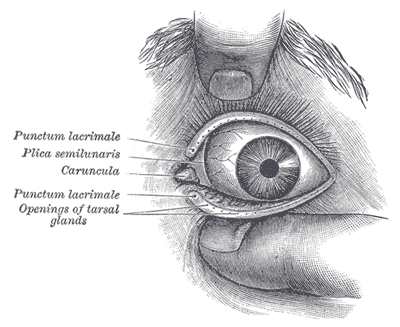 Punctum lacrimale
Plica semilunaris
Caruncula
Punctum lacrimale
Openings of tarsal
glands